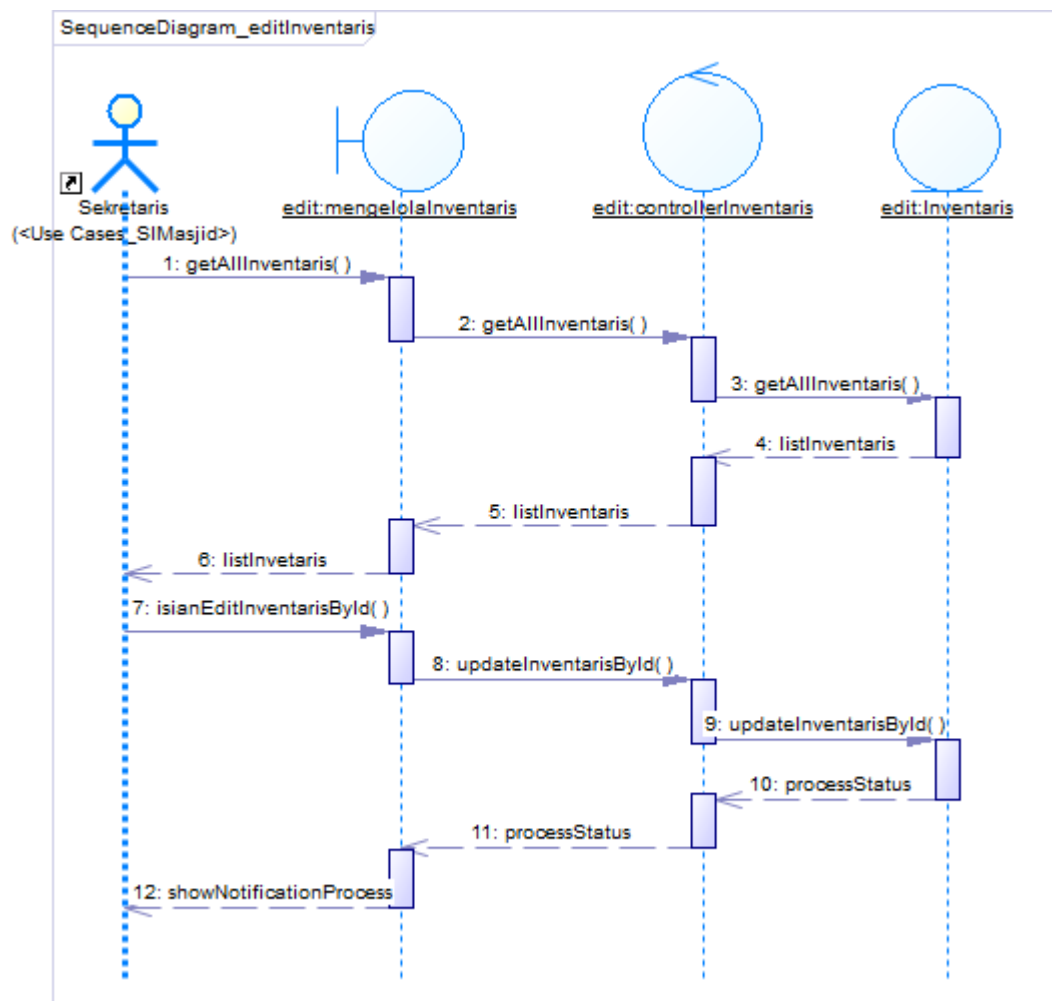 SequenceDiagram_editInventaris
Sekretaris
(<Use Cases_SIMasjid>)
edit:mengelolaInventaris
edit:controllerInventaris
edit:Inventaris
1: getAllInventaris( )
2: getAllInventaris( )
3: getAllInventaris( )
4: listInventaris
5: listInventaris
6: listInvetaris
7: isianEditInventarisById( )
8: updateInventarisById( )
9: updateInventarisById( )
10: processStatus
11: processStatus
12: showNotificationProcess